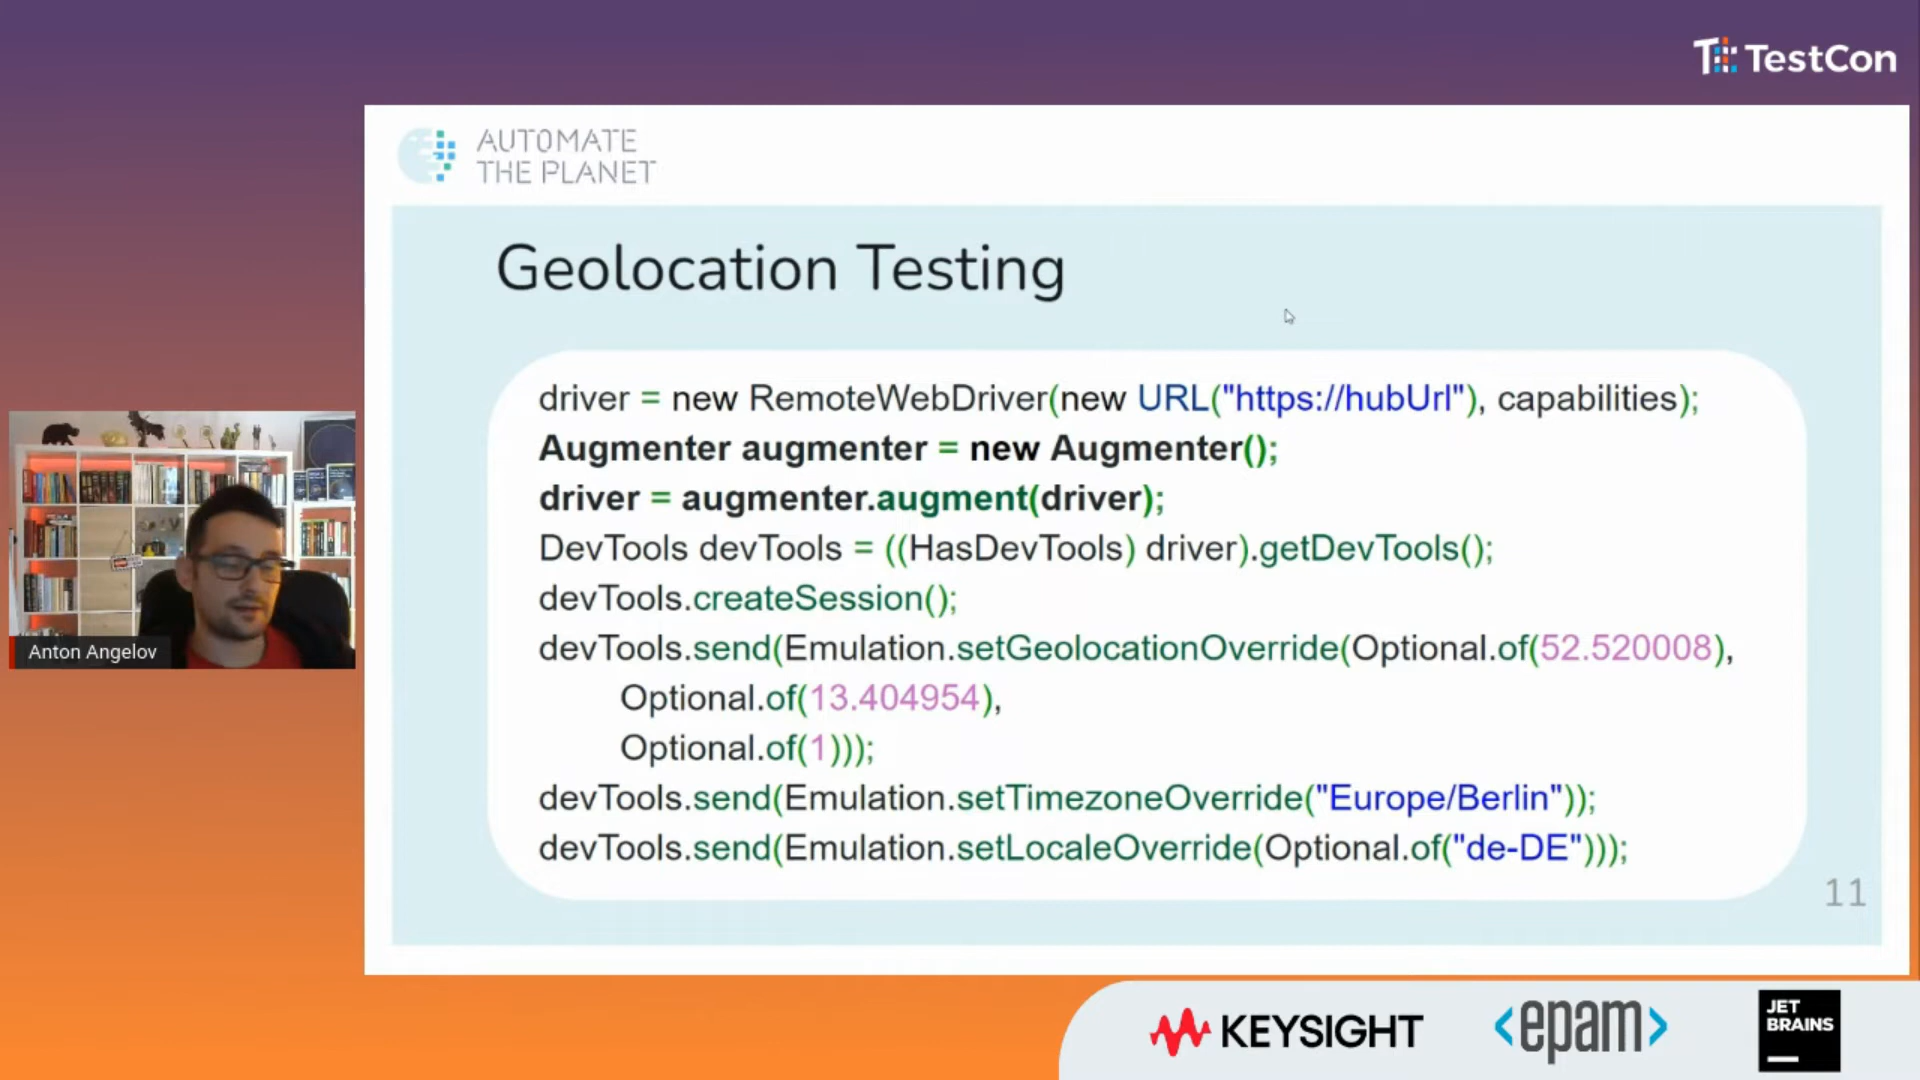 TestCon
AUTOMATE
THE PLANET
Geolocation Testing
driver = new RemoteWebDriver(new URL("https://hubUrl"), capabilities);
Augmenter augmenter = new Augmenter();
driver = augmenter.augment(driver);
DevTools devTools = ((HasDevTools) driver).getDevTools();
devTools.createSession();
devTools.send(Emulation.setGeolocationOverride(Optional.of(52.520008),
Optional.of(13.404954),
Optional.of(1)));
devTools.send(Emulation.setTimezoneOverride("Europe/Berlin"));
devTools.send(Emulation.setLocaleOverride(Optional.of("de-DE")));
11
Anton Angelov
KEYSIGHT
<epam>
JET
BRAINS